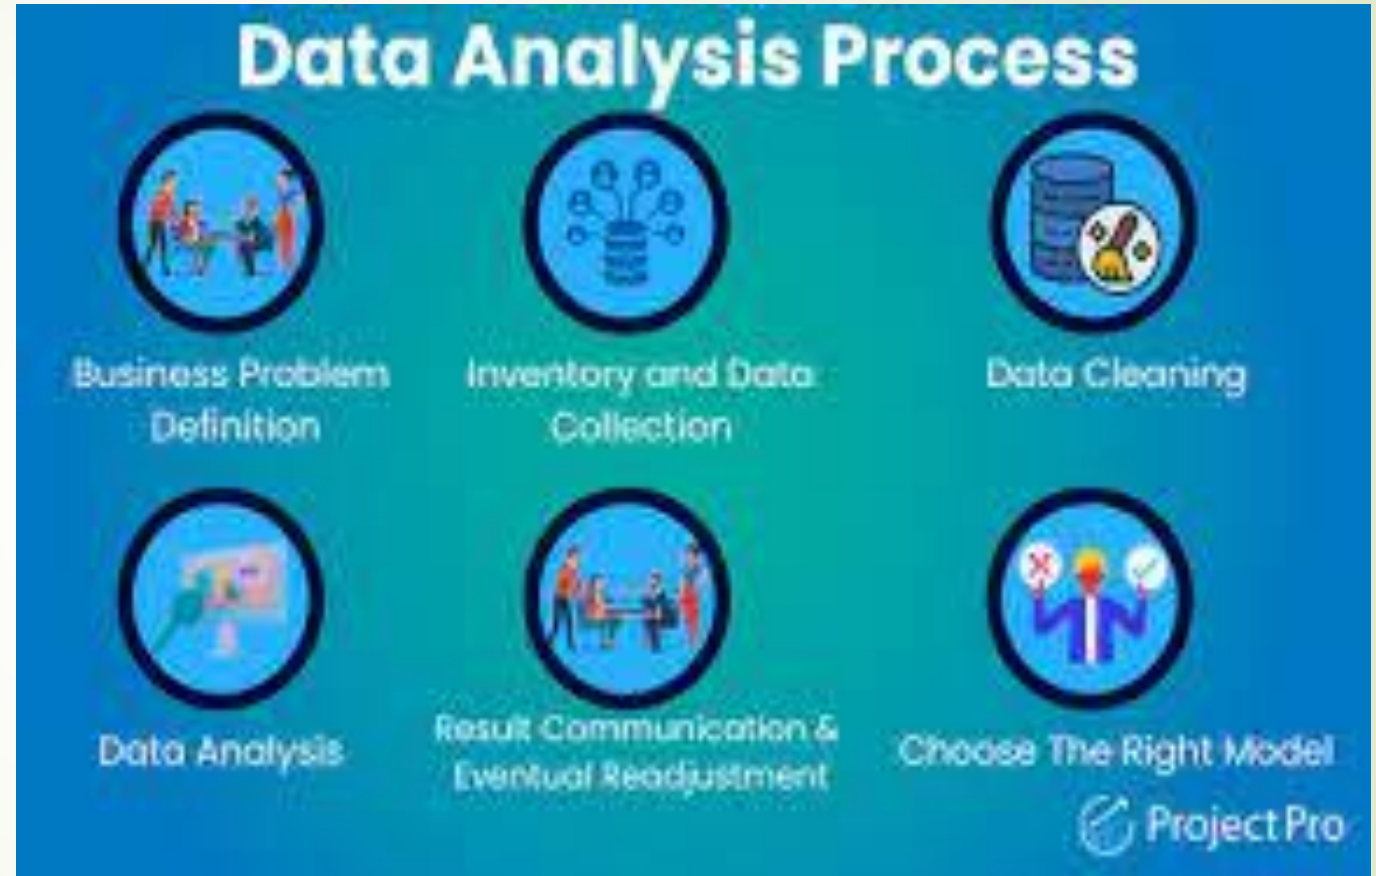 Data Analysis Process
Business Problem
Definition
Inventory and Data
Collection
Data Cleaning
Data Analysis
Result Communication &
Eventual Readjustment
Choose The Right Model
ProjectPro